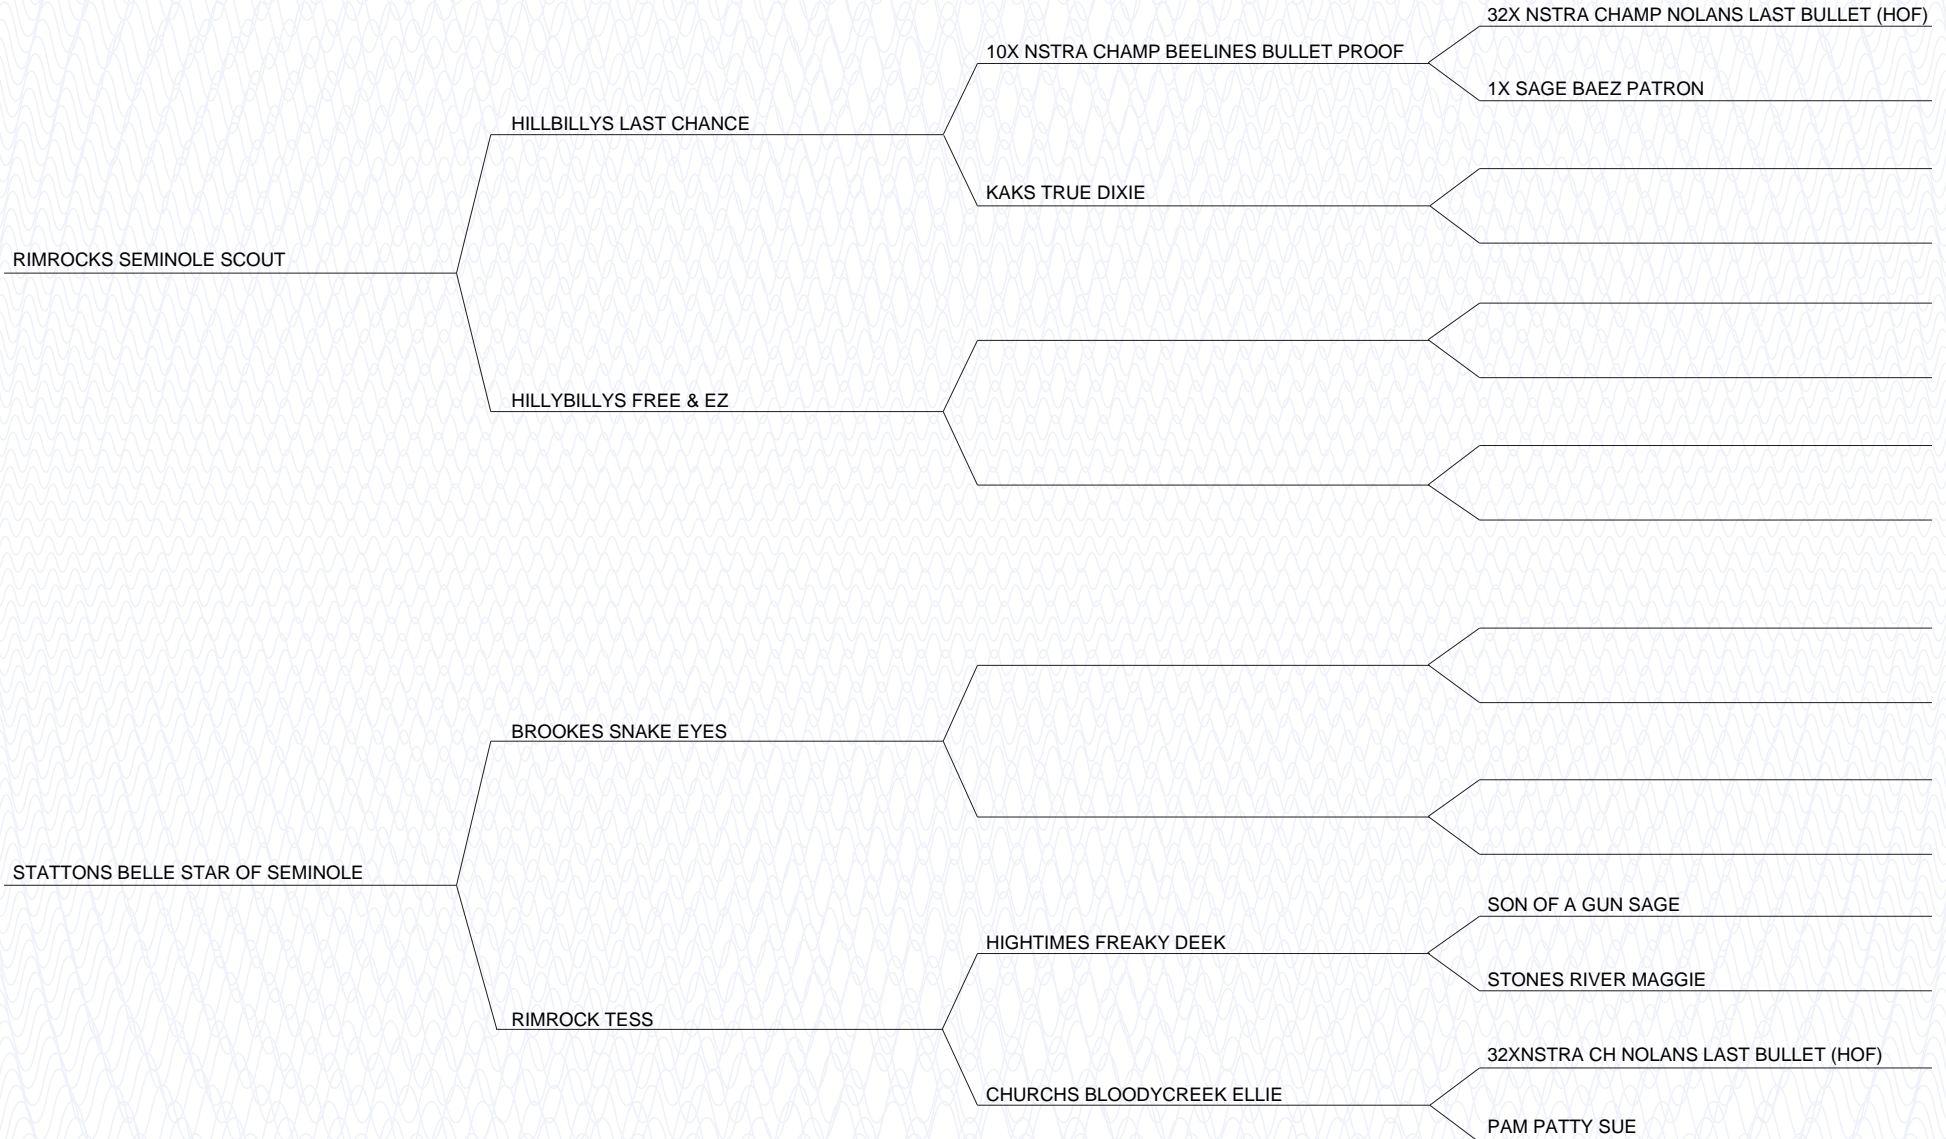 32X NSTRA CHAMP NOLANS LAST BULLET (HOF)
10X NSTRA CHAMP BEELINES BULLET PROOF
1X SAGE BAEZ PATRON
HILLBILLYS LAST CHANCE
KAKS TRUE DIXIE
RIMROCKS SEMINOLE SCOUT
HILLYBILLYS FREE & EZ
BROOKES SNAKE EYES
STATTONS BELLE STAR OF SEMINOLE
SON OF A GUN SAGE
HIGHTIMES FREAKY DEEK
STONES RIVER MAGGIE
RIMROCK TESS
32XNSTRA CH NOLANS LAST BULLET (HOF)
CHURCHS BLOODYCREEK ELLIE
PAM PATTY SUE